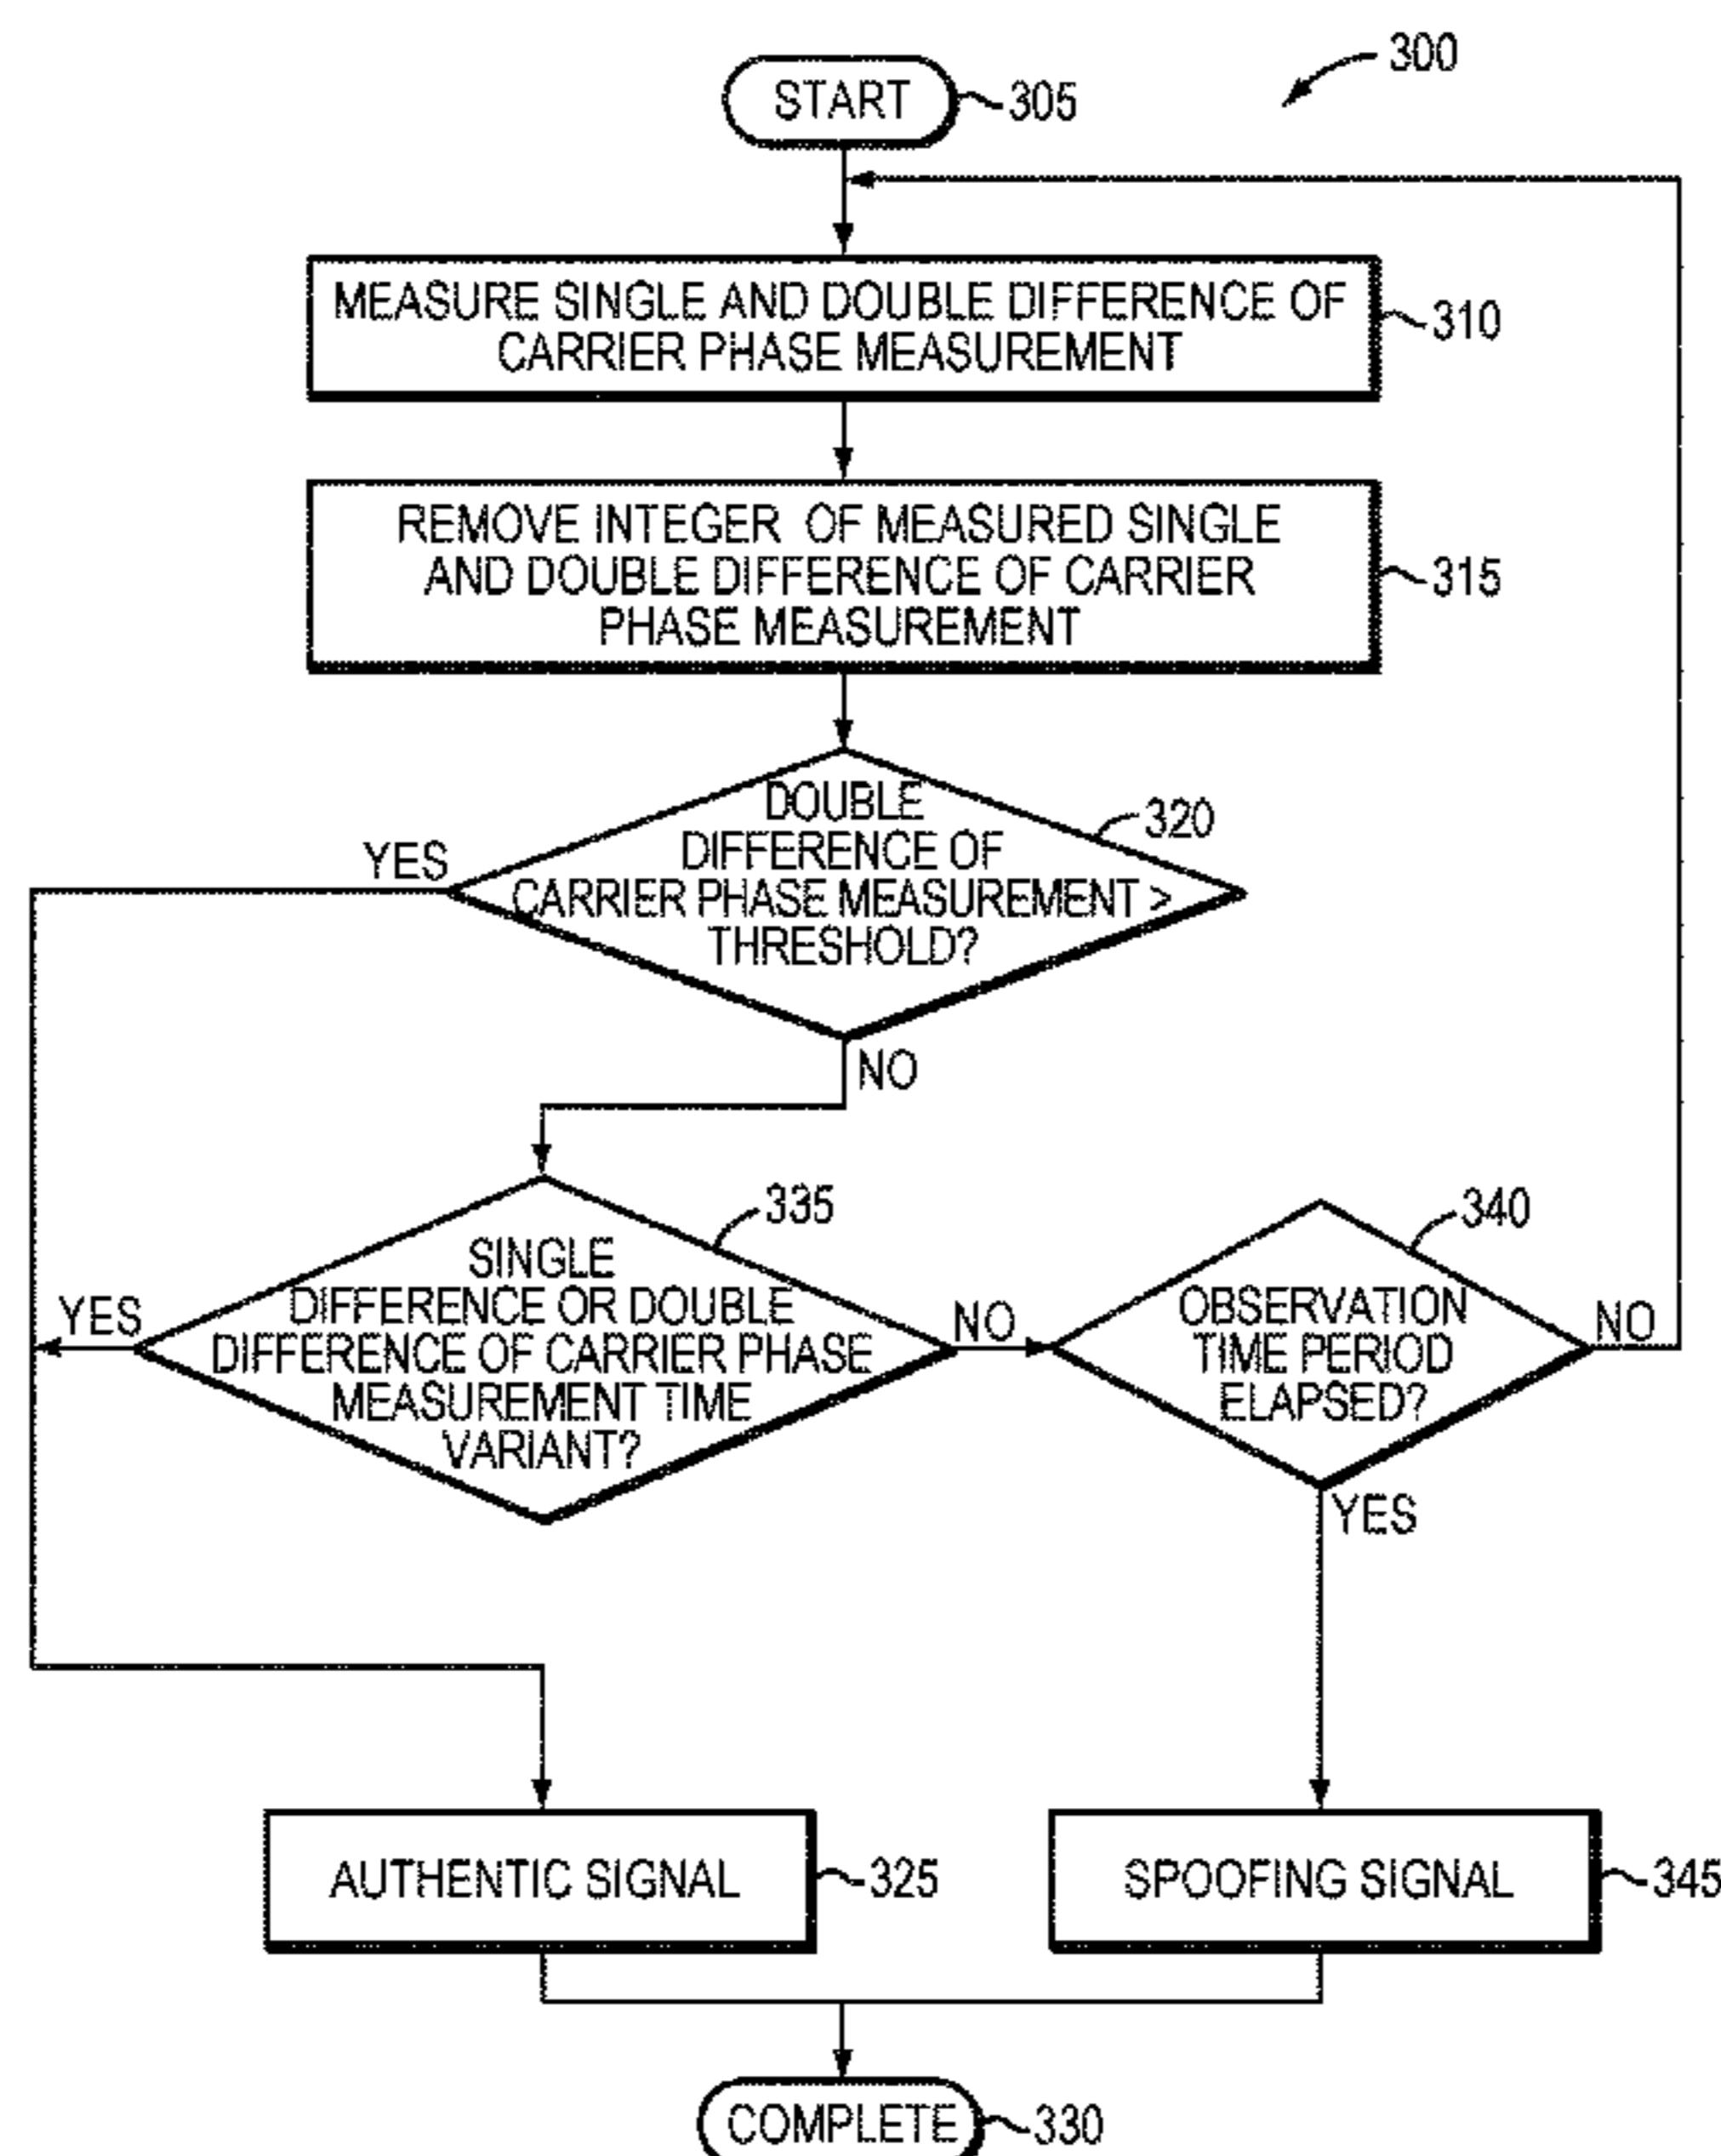 300
START
305
MEASURE SINGLE AND DOUBLE DIFFERENCE OF
CARRIER PHASE MEASUREMENT
310
REMOVE INTEGER OF MEASURED SINGLE
AND DOUBLE DIFFERENCE OF CARRIER
PHASE MEASUREMENT
315
DOUBLE
DIFFERENCE OF
CARRIER PHASE MEASUREMENT >
THRESHOLD?
320
YES
NO
SINGLE
DIFFERENCE OR DOUBLE
DIFFERENCE OF CARRIER PHASE
MEASUREMENT TIME
VARIANT?
335
YES
NO
OBSERVATION
TIME PERIOD
ELAPSED?
340
NO
YES
AUTHENTIC SIGNAL
325
SPOOFING SIGNAL
345
COMPLETE
330